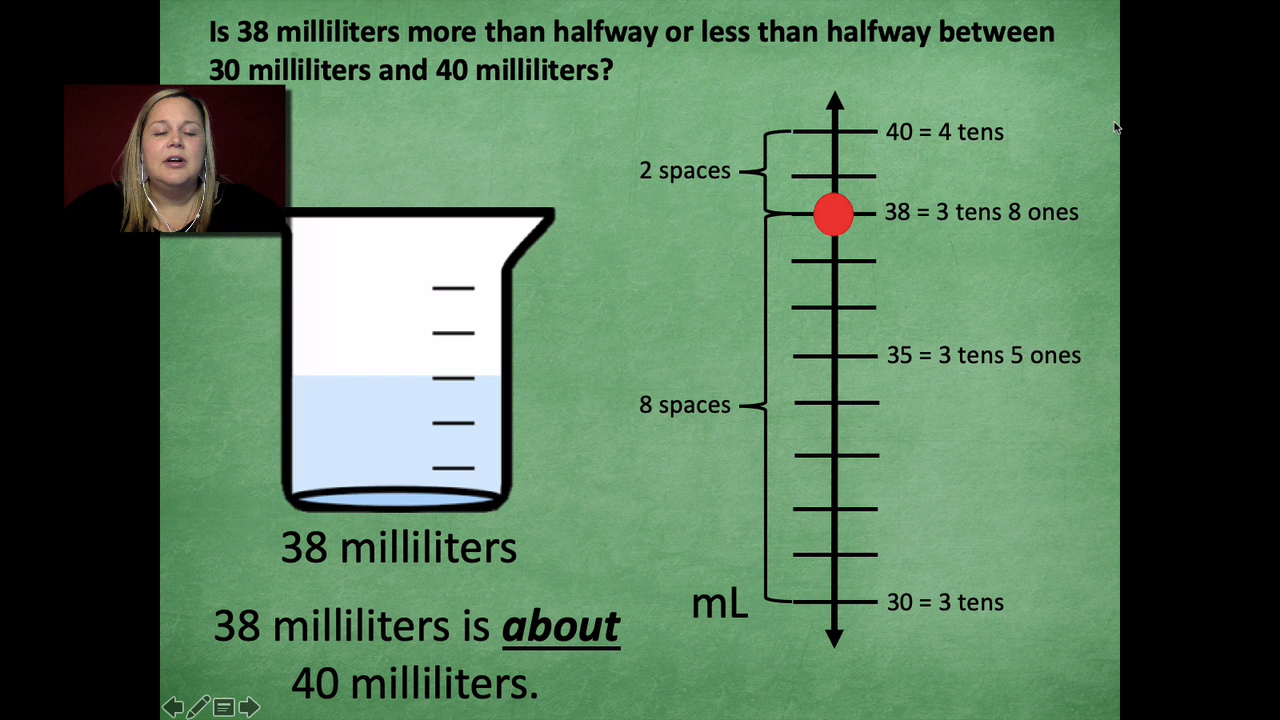 Is 38 milliliters more than halfway or less than halfway between
30 milliliters and 40 milliliters?
40 = 4 tens
2 spaces
38 = 3 tens 8 ones
35 = 3 tens 5 ones
8 spaces
38 milliliters
mL
30 = 3 tens
38 milliliters is about
40 milliliters.